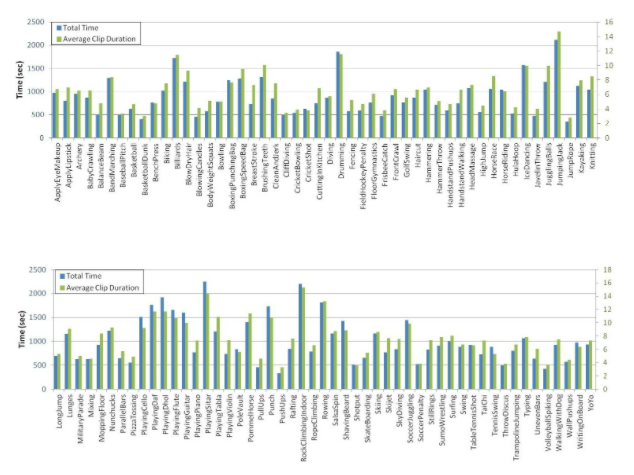 2500
2000
1500
1000
500
0
Time (sec)
Total Time
Average Clip Duration
16
14
12
10
8
6
4
2
0
ApplyEyeMakeup
ApplyLipstick
Archery
BabyCrawling
BalanceBeam
BandMarching
BaseballPitch
Basketball
BasketballDunk
BenchPress
Biking
Billiards
BlowDryHair
BlowingCandles
BodyWeightSquats
Bowling
BoxingPunchingBag
BoxingSpeedBag
BreastStroke
BrushingTeeth
CleanAndJerk
CliffDiving
CricketBowling
CricketShot
CuttingInKitchen
Diving
Drumming
Fencing
FieldHockeyPenalty
FloorGymnastics
FrisbeeCatch
FrontCrawl
GolfSwing
Haircut
Hammering
HammerThrow
HandstandPushups
HandstandWalking
HeadMassage
HighJump
HorseRace
HorseRiding
HulaHoop
IceDancing
JavelinThrow
JugglingBalls
JumpingJack
JumpRope
Kayaking
Knitting
2500
2000
1500
1000
500
0
Time (sec)
Total Time
Average Clip Duration
18
16
14
12
10
8
6
4
2
0
LongJump
Lunges
MilitaryParade
Mixing
MoppingFloor
Nunchucks
ParallelBars
PizzaTossing
PlayingCello
PlayingDaf
PlayingDhol
PlayingFlute
PlayingGuitar
PlayingPiano
PlayingSitar
PlayingTabla
PlayingViolin
PoleVault
PommelHorse
PullUps
Punch
PushUps
Rafting
RockClimbingIndoor
RopeClimbing
Rowing
SalsaSpin
ShavingBeard
Shotput
SkateBoarding
Skiing
Skijet
SkyDiving
SoccerJuggling
SoccerPenalty
StillRings
SumoWrestling
Surfing
Swing
TableTennisShot
TaiChi
TennisSwing
ThrowDiscus
TrampolineJumping
Typing
UnevenBars
VolleyballSpiking
WalkingWithDog
WallPushups
WritingOnBoard
YoYo